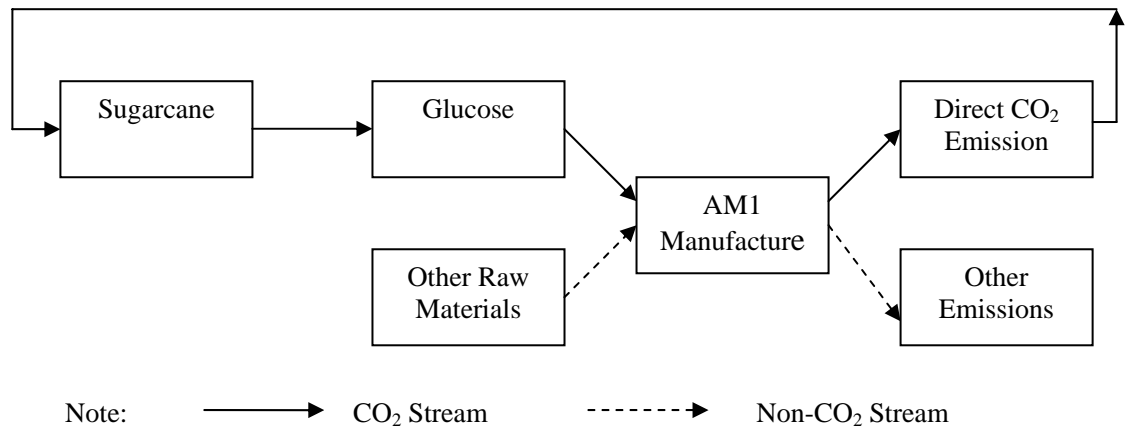 Sugarcane
Glucose
Direct CO₂
Emission
AM1
Manufacture
Other Raw
Materials
Other
Emissions
Note: CO₂ Stream Non-CO₂ Stream